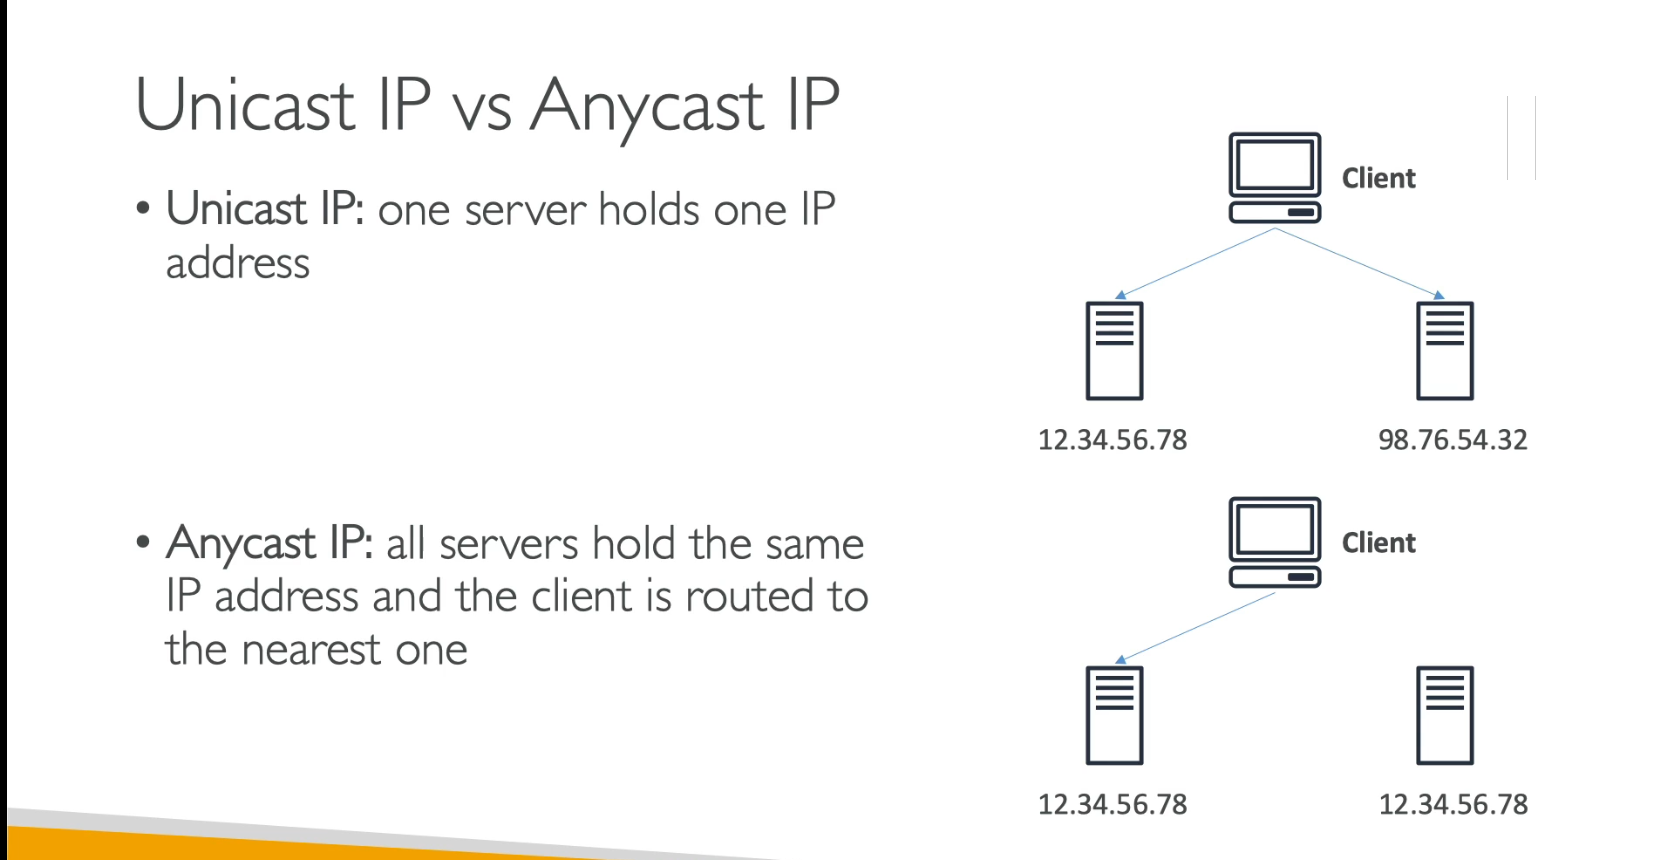 Unicast IP vs Anycast IP
• Unicast IP: one server holds one IP
address
Client
12.34.56.78
98.76.54.32
• Anycast IP: all servers hold the same
IP address and the client is routed to
the nearest one
Client
12.34.56.78
12.34.56.78